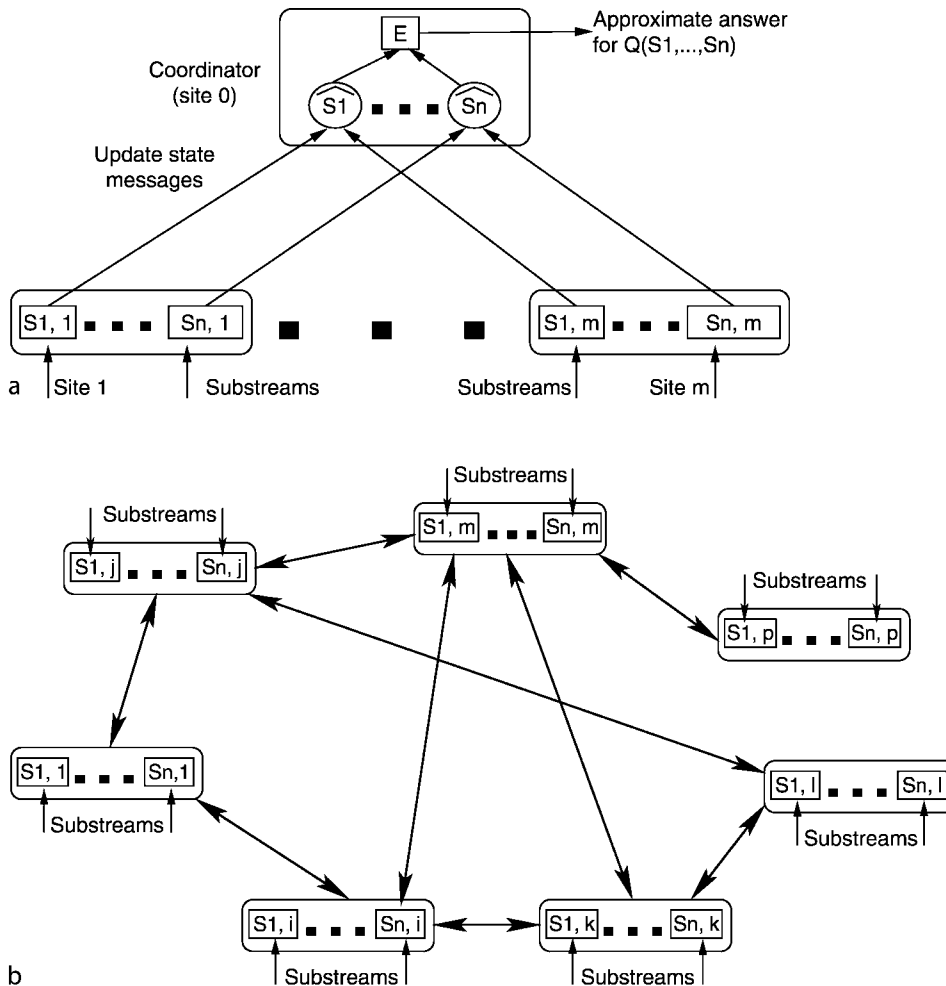 E
Approximate answer
for Q(S1,...,Sn)
Coordinator
(site 0)
S1
Sn
Update state
messages
S1, 1
Sn, 1
S1, m
Sn, m
a
Site 1
Substreams
Substreams
Site m
Substreams
S1, m
Sn, m
Substreams
S1, j
Sn, j
Substreams
S1, p
Sn, p
S1, 1
Sn,1
Substreams
S1, l
Sn, l
Substreams
S1, i
Sn, i
S1, k
Sn, k
b
Substreams
Substreams